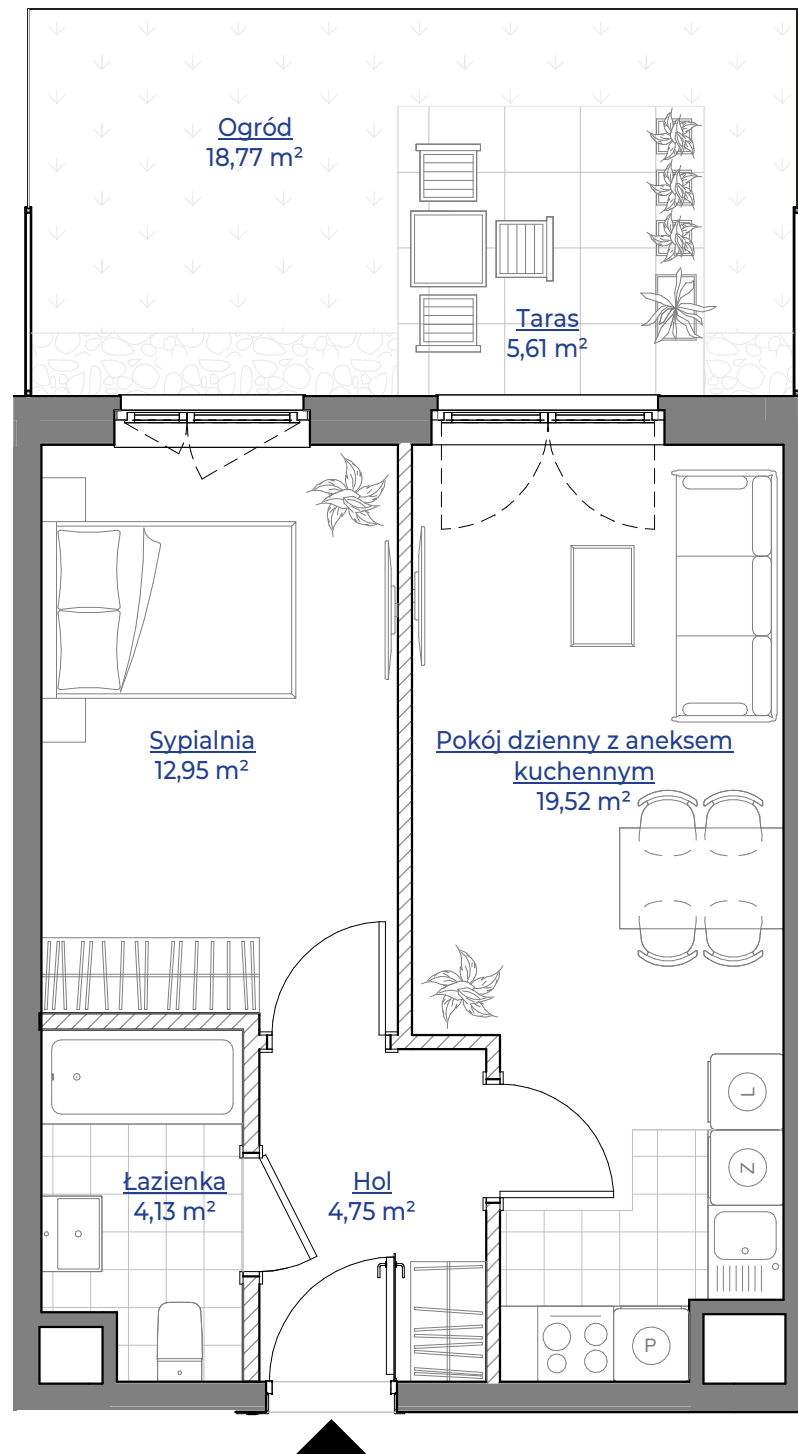 Ogród
18,77 m²
Taras
5,61 m²
Sypialnia
12,95 m²
Pokój dzienny z aneksem
kuchennym
19,52 m²
L
Z
Łazienka
4,13 m²
Hol
4,75 m²
P